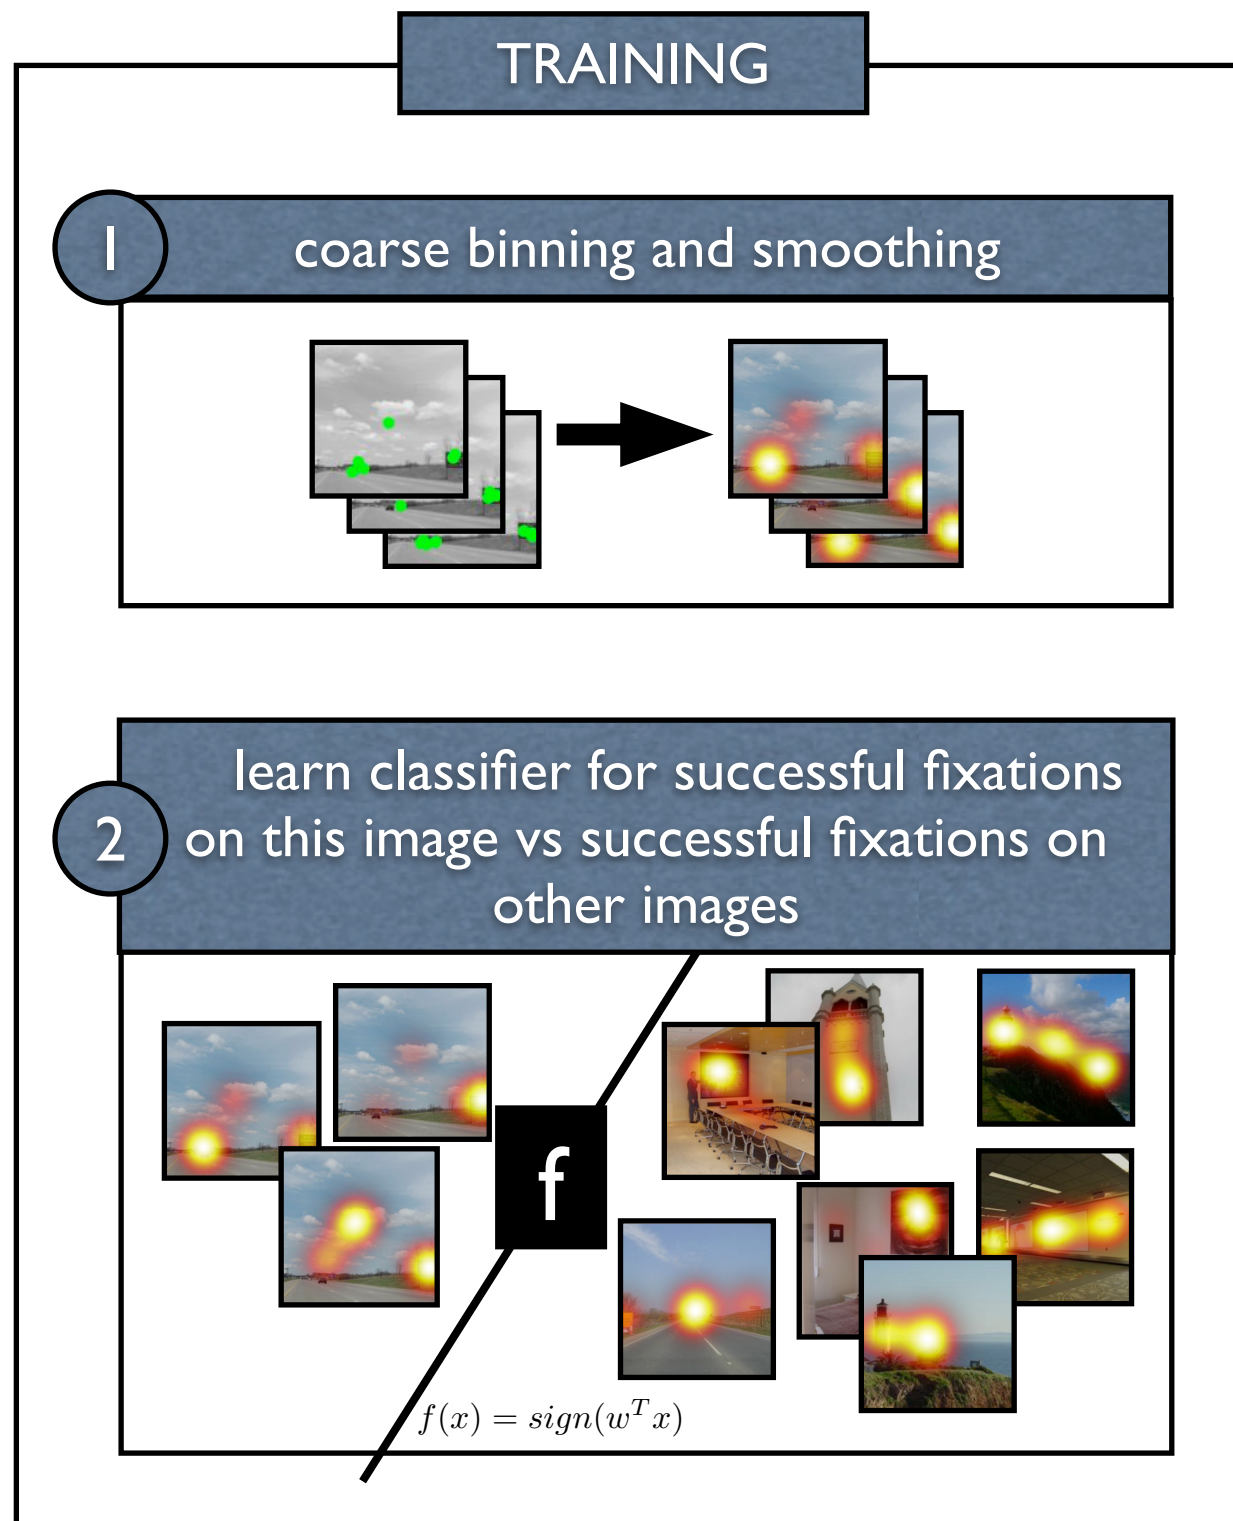 TRAINING
1
coarse binning and smoothing
2
learn classifier for successful fixations
on this image vs successful fixations on
other images
f
f(x) = sign(w^T x)